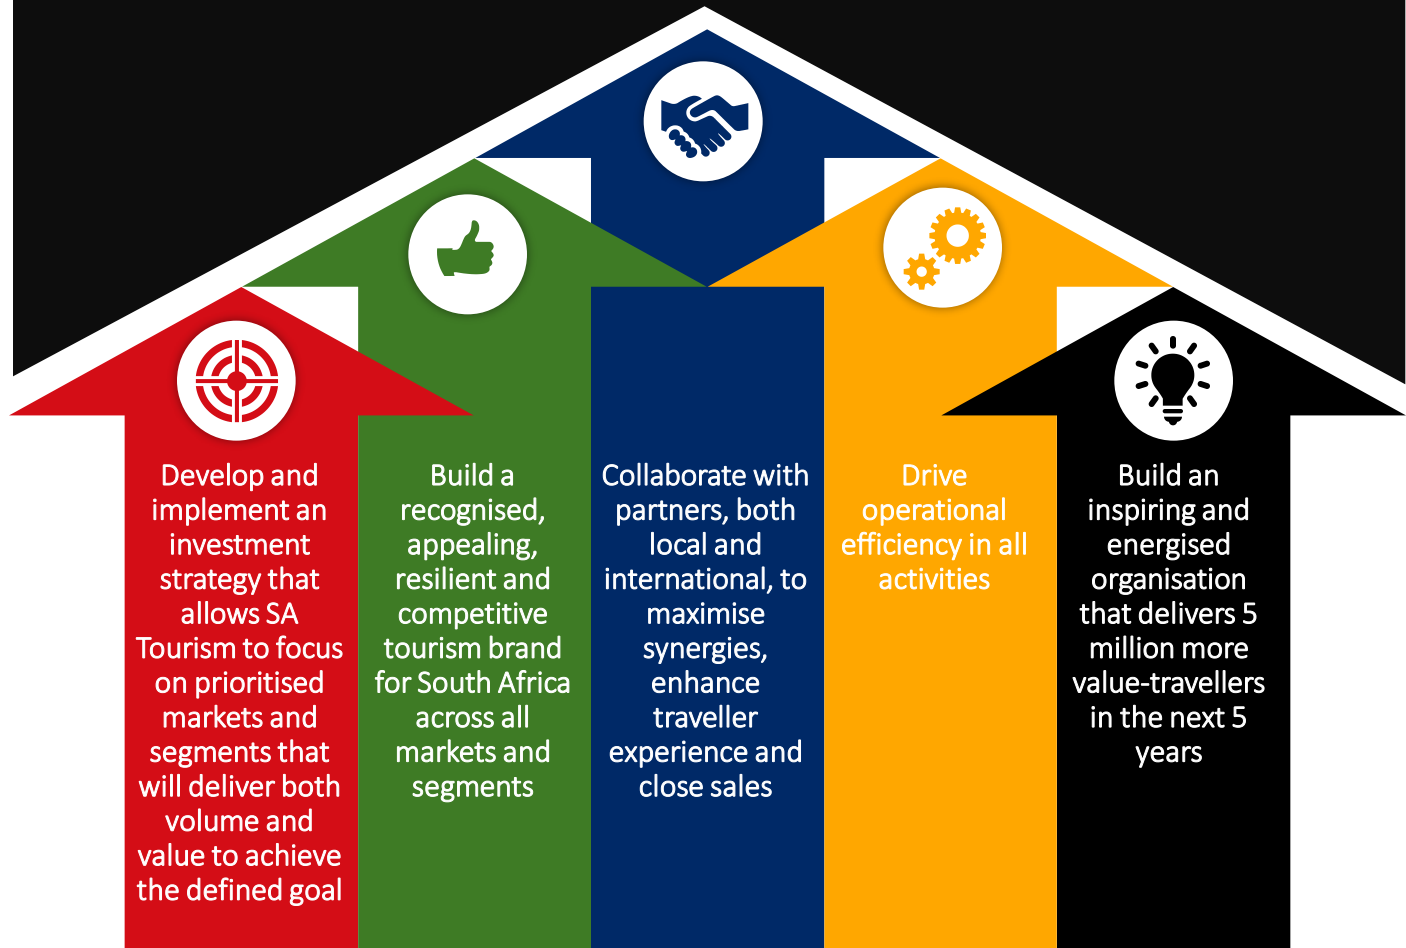 Develop and
implement an
investment
strategy that
allows SA
Tourism to focus
on prioritised
markets and
segments that
will deliver both
volume and
value to achieve
the defined goal
Build a
recognised,
appealing,
resilient and
competitive
tourism brand
for South Africa
across all
markets and
segments
Collaborate with
partners, both
local and
international, to
maximise
synergies,
enhance
traveller
experience and
close sales
Drive
operational
efficiency in all
activities
Build an
inspiring and
energised
organisation
that delivers 5
million more
value-travellers
in the next 5
years